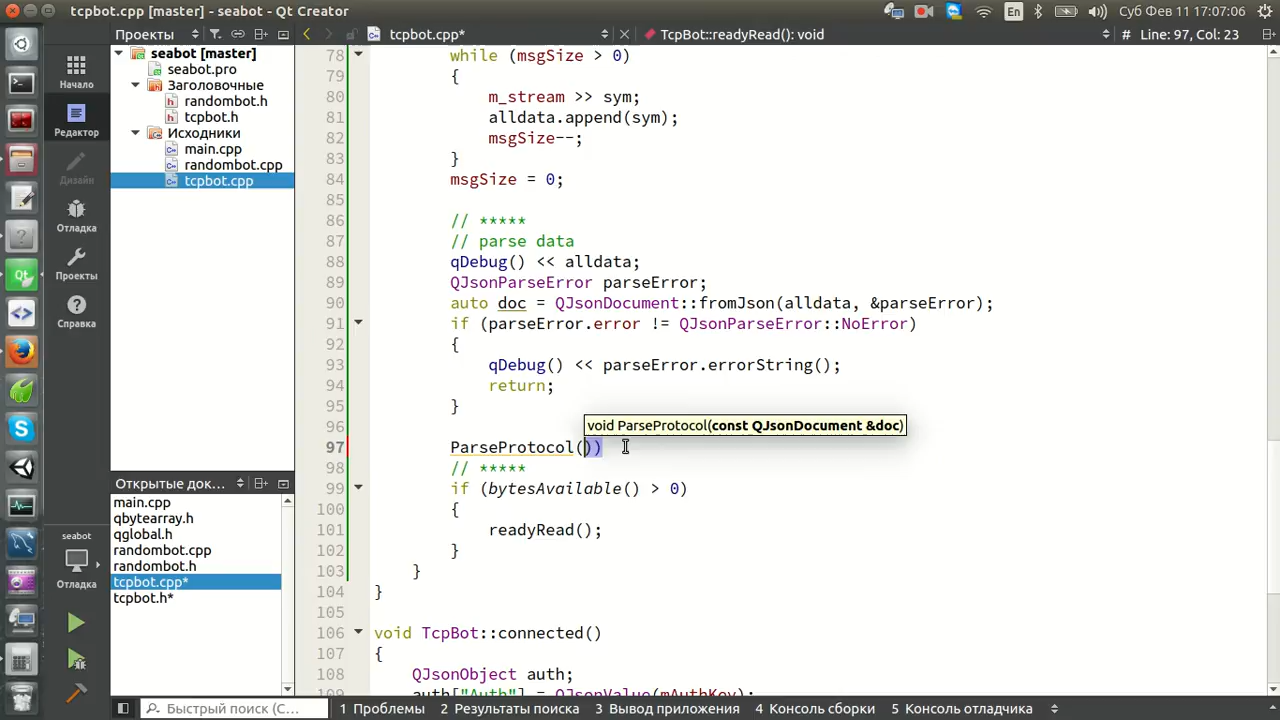 tcpbot.cpp [master] - seabot - Qt Creator
En
Суб Фев 11 17:07:06
Проекты
tcpbot.cpp*
TcpBot::readyRead(): void
# Line: 97, Col: 23
Начало
Редактор
Дизайн
Отладка
Проекты
Справка
seabot
Отладка
seabot [master]
seabot.pro
Заголовочные
randombot.h
tcpbot.h
Исходники
main.cpp
randombot.cpp
tcpbot.cpp
Открытые док...
main.cpp
qbytearray.h
qglobal.h
randombot.cpp
randombot.h
tcpbot.cpp*
tcpbot.h*
78 while (msgSize > 0)
79 {
80 m_stream >> sym;
81 alldata.append(sym);
82 msgSize--;
83 }
84 msgSize = 0;
85
86 // *****
87 // parse data
88 qDebug() << alldata;
89 QJsonParseError parseError;
90 auto doc = QJsonDocument::fromJson(alldata, &parseError);
91 if (parseError.error != QJsonParseError::NoError)
92 {
93 qDebug() << parseError.errorString();
94 return;
95 }
96 void ParseProtocol(const QJsonDocument &doc)
97 ParseProtocol())
98 // *****
99 if (bytesAvailable() > 0)
100 {
101 readyRead();
102 }
103 }
104 }
105
106 void TcpBot::connected()
107 {
108 QJsonObject auth;
109 auth["Auth"] = QJsonValue(mAuthKey);
Быстрый поиск (C...
1 Проблемы
2 Результаты поиска
3 Вывод приложения
4 Консоль сборки
5 Консоль отладчика